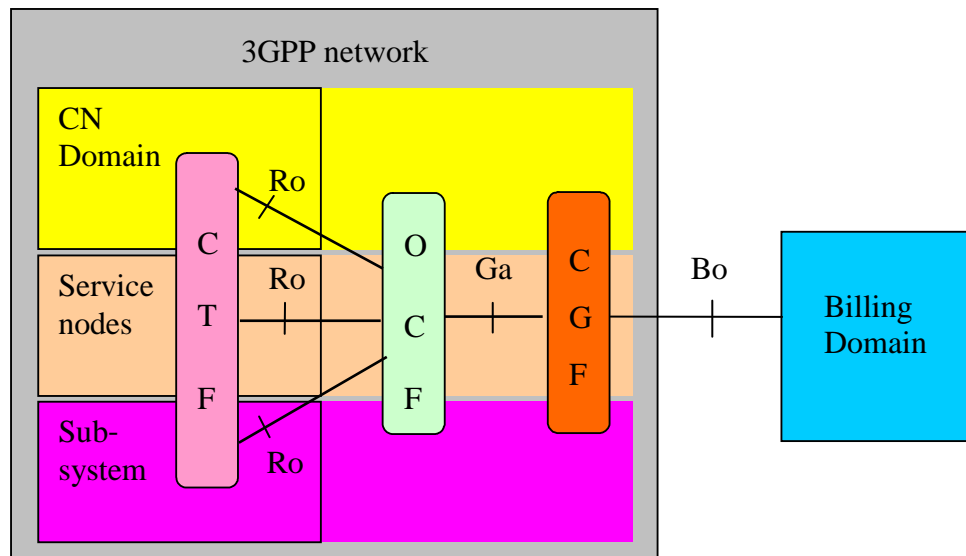 3GPP network
CN
Domain
Ro
C
T
F
Service
nodes
Ro
Sub-
system
Ro
O
C
F
Ga
C
G
F
Bo
Billing
Domain